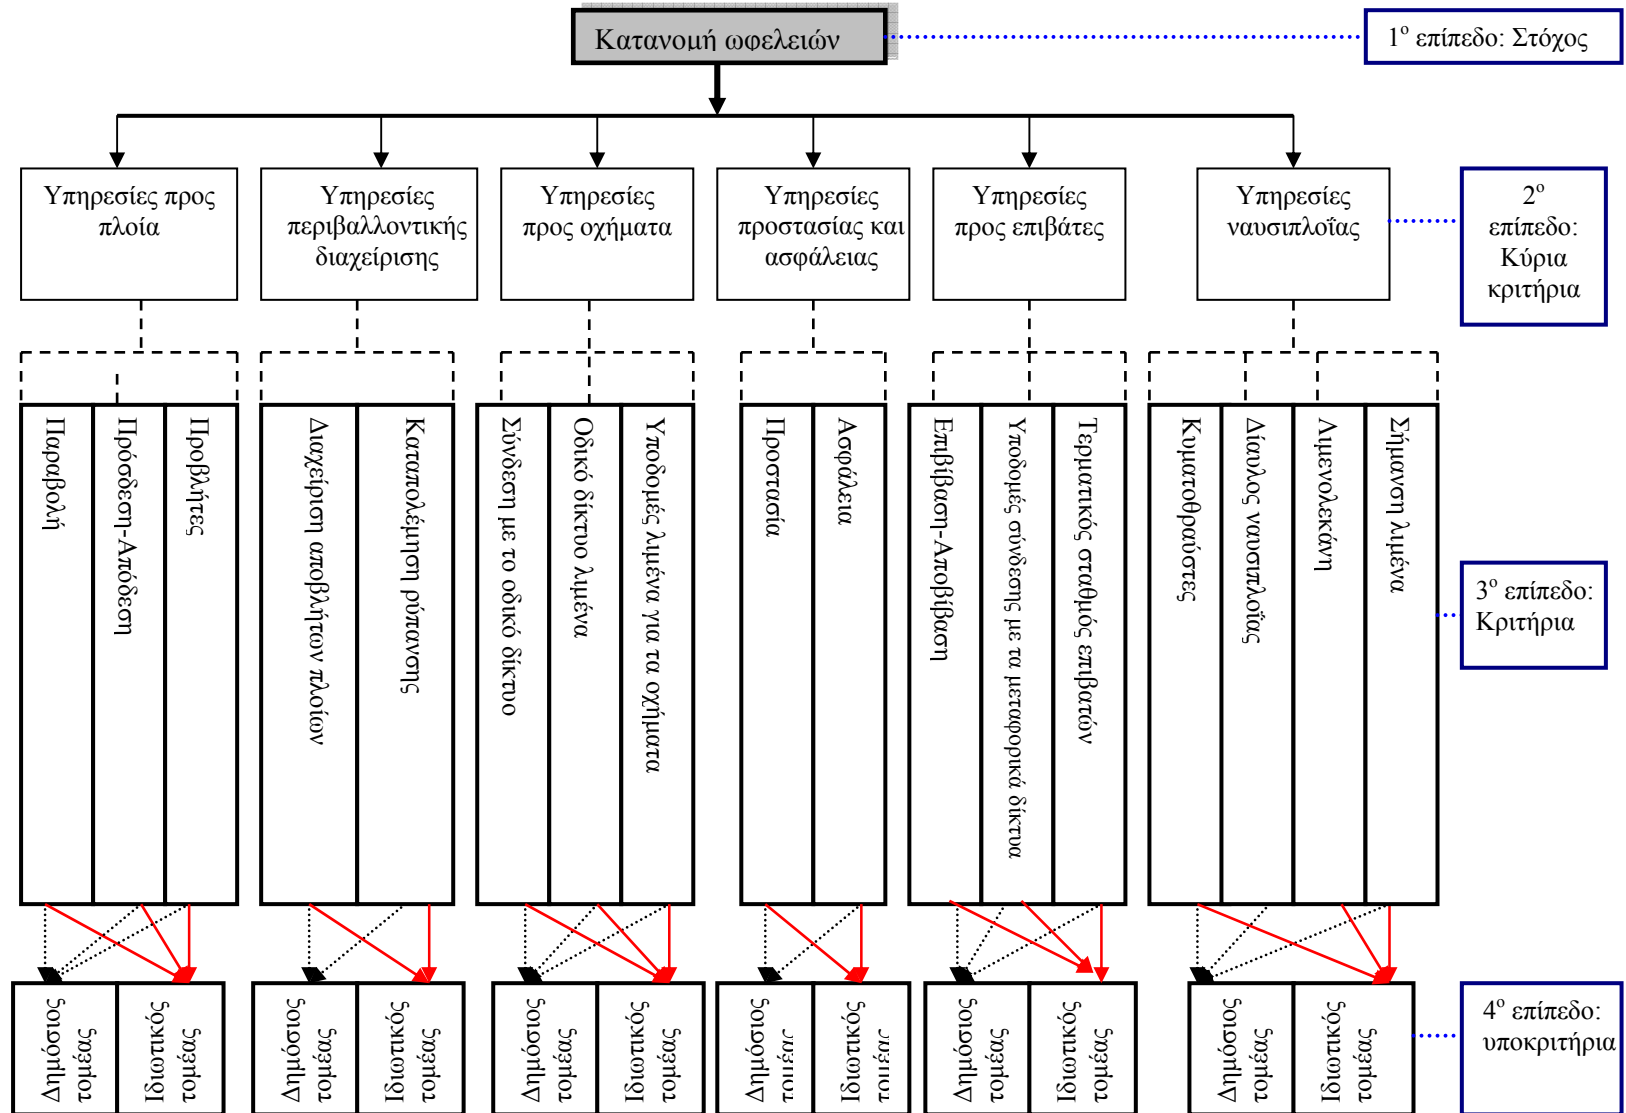 Κατανομή ωφελειών
1ο επίπεδο: Στόχος
Υπηρεσίες προς
πλοία
Υπηρεσίες
περιβαλλοντικής
διαχείρισης
Υπηρεσίες
προς οχήματα
Υπηρεσίες
προστασίας και
ασφάλειας
Υπηρεσίες
προς επιβάτες
Υπηρεσίες
ναυσιπλοΐας
2ο
επίπεδο:
Κύρια
κριτήρια
Παραβολή
Πρόσδεση-Απόδεση
Προβλήτες
Διαχείριση αποβλήτων πλοίων
Καταπολέμηση ρύπανσης
Σύνδεση με το οδικό δίκτυο
Οδικό δίκτυο λιμένα
Υποδομές λιμένα για τα οχήματα
Προστασία
Ασφάλεια
Επιβίβαση-Αποβίβαση
Υποδομές σύνδεσης με τα μεταφορικά δίκτυα
Τερματικός σταθμός επιβατών
Κυματοθραύστες
Δίαυλος ναυσιπλοΐας
Λιμενολεκάνη
Σήμανση λιμένα
3ο επίπεδο:
Κριτήρια
Δημόσιος
τομέας
Ιδιωτικός
τομέας
Δημόσιος
τομέας
Ιδιωτικός
τομέας
Δημόσιος
τομέας
Ιδιωτικός
τομέας
Δημόσιος
τομέας
Ιδιωτικός
τομέας
Δημόσιος
τομέας
Ιδιωτικός
τομέας
Δημόσιος
τομέας
Ιδιωτικός
τομέας
4ο επίπεδο:
υποκριτήρια